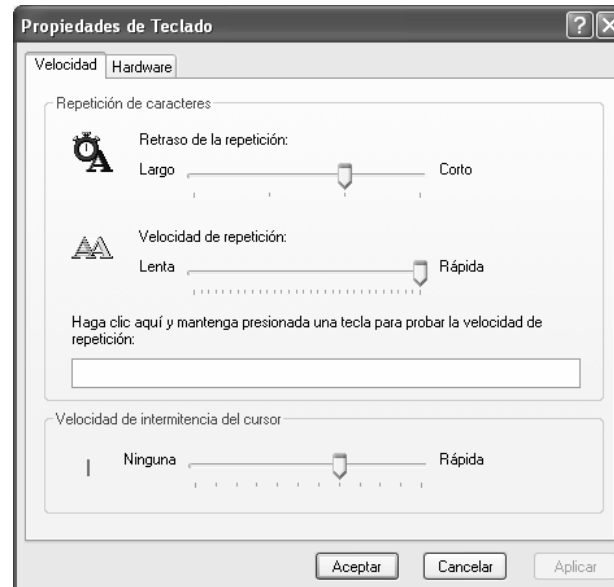 Propiedades de Teclado
Velocidad Hardware
Repetición de caracteres
Retraso de la repetición:
Largo Corto
Velocidad de repetición:
Lenta Rápida
Haga clic aquí y mantenga presionada una tecla para probar la velocidad de
repetición:
Velocidad de intermitencia del cursor
Ninguna Rápida
Aceptar Cancelar Aplicar